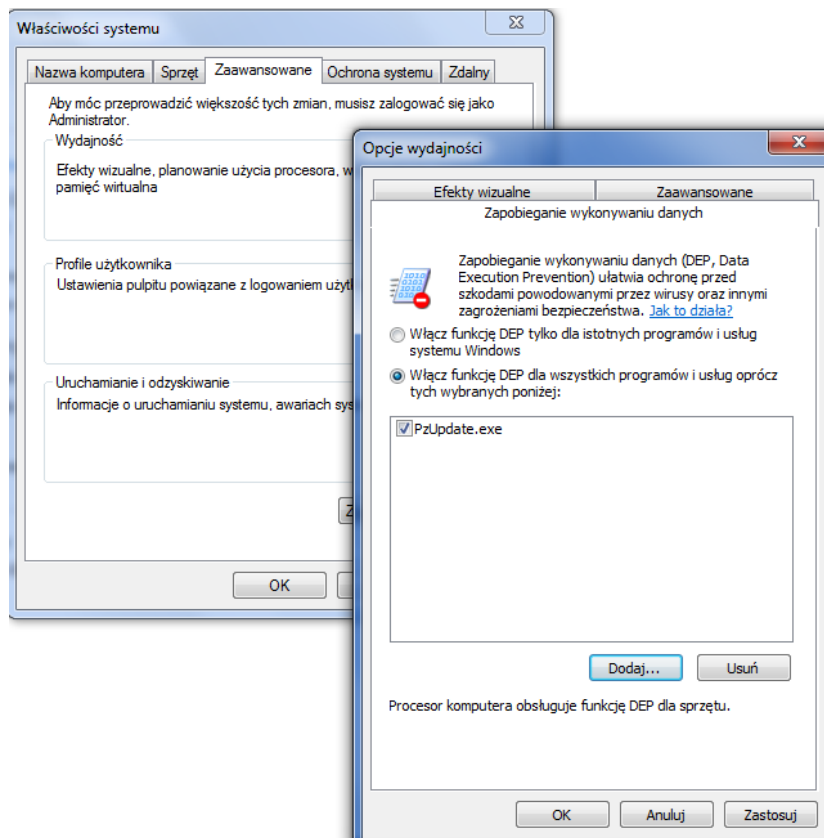 Właściwości systemu
Nazwa komputera
Sprzęt
Zaawansowane
Ochrona systemu
Zdalny
Aby móc przeprowadzić większość tych zmian, musisz zalogować się jako
Administrator.
Wydajność
Efekty wizualne, planowanie użycia procesora,
pamięć wirtualna
Profile użytkownika
Ustawienia pulpitu powiązane z logowaniem
Uruchamianie i odzyskiwanie
Informacje o uruchamianiu systemu, awariach
OK
Opcje wydajności
Efekty wizualne
Zaawansowane
Zapobieganie wykonywaniu danych
Zapobieganie wykonywaniu danych (DEP, Data
Execution Prevention) ułatwia ochronę przed
szkodami powodowanymi przez wirusy oraz innymi
zagrożeniami bezpieczeństwa. Jak to działa?
Włącz funkcję DEP tylko dla istotnych programów i usług
systemu Windows
Włącz funkcję DEP dla wszystkich programów i usług oprócz
tych wybranych poniżej:
PzUpdate.exe
Dodaj...
Usuń
Procesor komputera obsługuje funkcję DEP dla sprzętu.
OK
Anuluj
Zastosuj